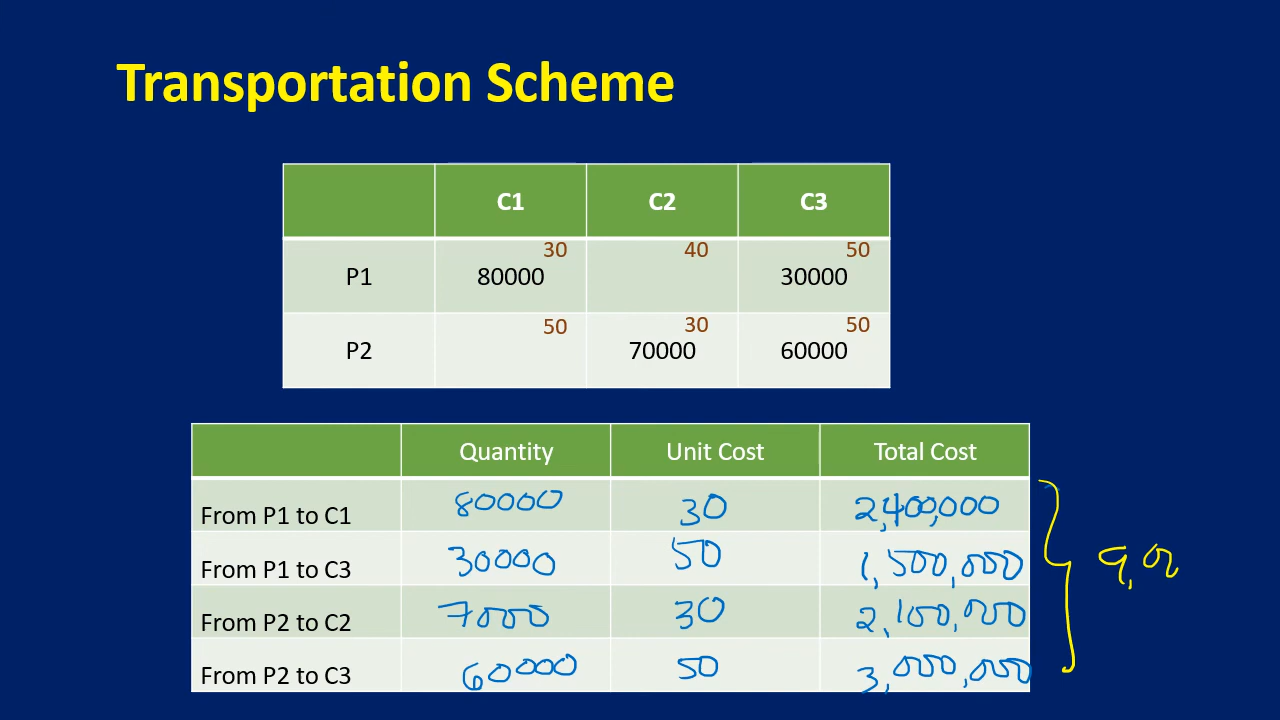 Transportation Scheme
C1 C2 C3
30 40 50
P1 80000 30000
50 30 50
P2 70000 60000
Quantity Unit Cost Total Cost
From P1 to C1 80000 30 2,400,000
From P1 to C3 30000 50 1,500,000
9,00
From P2 to C2 7000 30 2,100,000
From P2 to C3 60000 50 3,000,000